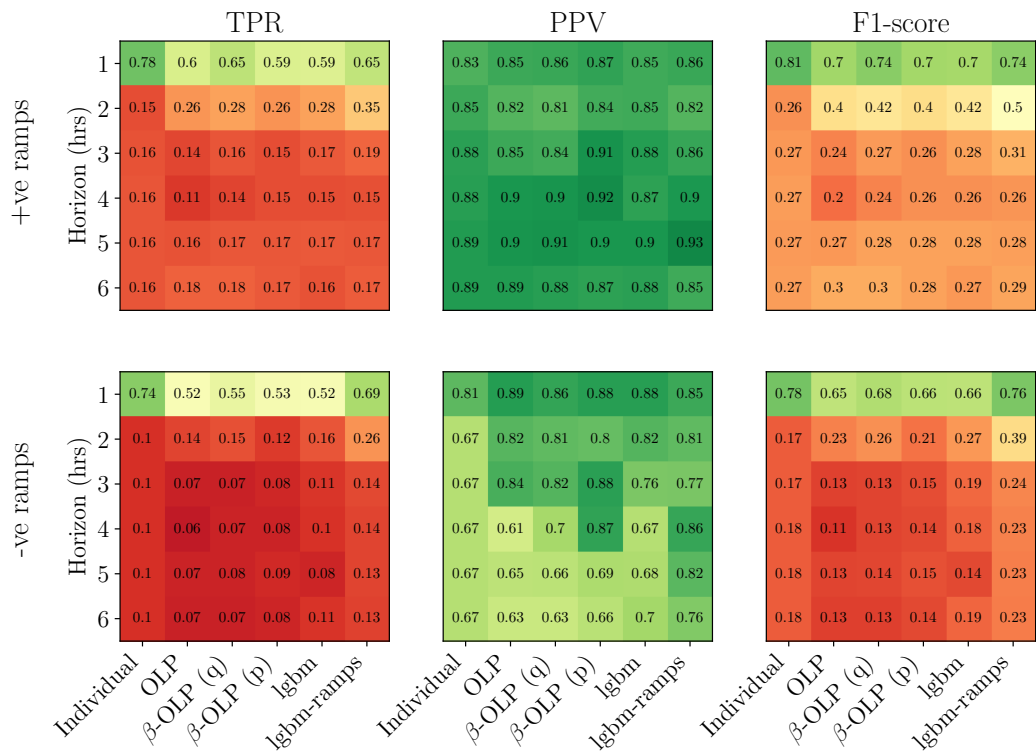 TPR PPV F1-score
+ve ramps
Horizon (hrs)
1 0.78 0.6 0.65 0.59 0.59 0.65 0.83 0.85 0.86 0.87 0.85 0.86 0.81 0.7 0.74 0.7 0.7 0.74
2 0.15 0.26 0.28 0.26 0.28 0.35 0.85 0.82 0.81 0.84 0.85 0.82 0.26 0.4 0.42 0.4 0.42 0.5
3 0.16 0.14 0.16 0.15 0.17 0.19 0.88 0.85 0.84 0.91 0.88 0.86 0.27 0.24 0.27 0.26 0.28 0.31
4 0.16 0.11 0.14 0.15 0.15 0.15 0.88 0.9 0.9 0.92 0.87 0.9 0.27 0.2 0.24 0.26 0.26 0.26
5 0.16 0.16 0.17 0.17 0.17 0.17 0.89 0.9 0.91 0.9 0.9 0.93 0.27 0.27 0.28 0.28 0.28 0.28
6 0.16 0.18 0.18 0.17 0.16 0.17 0.89 0.89 0.88 0.87 0.88 0.85 0.27 0.3 0.3 0.28 0.27 0.29
-ve ramps
Horizon (hrs)
1 0.74 0.52 0.55 0.53 0.52 0.69 0.81 0.89 0.86 0.88 0.88 0.85 0.78 0.65 0.68 0.66 0.66 0.76
2 0.1 0.14 0.15 0.12 0.16 0.26 0.67 0.82 0.81 0.8 0.82 0.81 0.17 0.23 0.26 0.21 0.27 0.39
3 0.1 0.07 0.07 0.08 0.11 0.14 0.67 0.84 0.82 0.88 0.76 0.77 0.17 0.13 0.13 0.15 0.19 0.24
4 0.1 0.06 0.07 0.08 0.1 0.14 0.67 0.61 0.7 0.87 0.67 0.86 0.18 0.11 0.13 0.14 0.18 0.23
5 0.1 0.07 0.08 0.09 0.08 0.13 0.67 0.65 0.66 0.69 0.68 0.82 0.18 0.13 0.14 0.15 0.14 0.23
6 0.1 0.07 0.07 0.08 0.11 0.13 0.67 0.63 0.63 0.66 0.7 0.76 0.18 0.13 0.13 0.14 0.19 0.23
Individual OLP β-OLP (q) β-OLP (p) lgbm lgbm-ramps Individual OLP β-OLP (q) β-OLP (p) lgbm lgbm-ramps Individual OLP β-OLP (q) β-OLP (p) lgbm lgbm-ramps